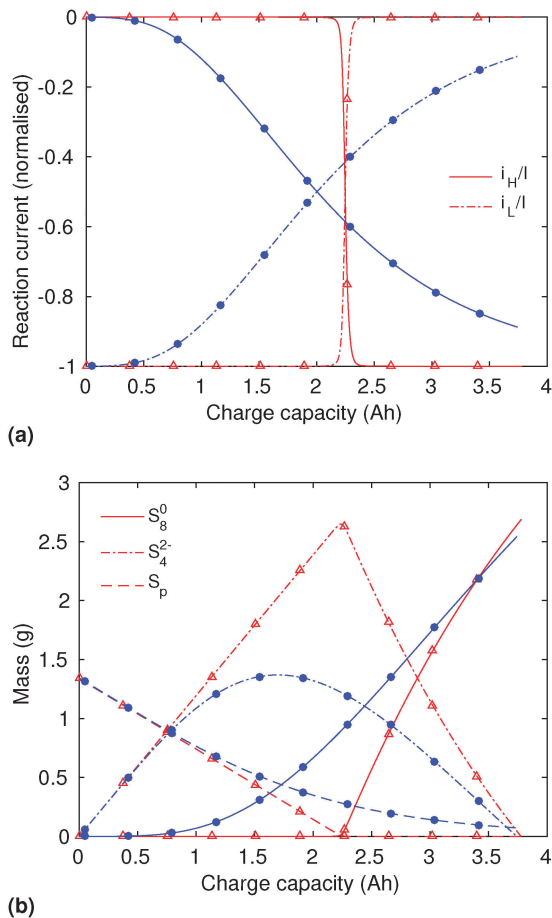 0
-0.2
-0.4
-0.6
-0.8
-1
Reaction current (normalised)
i_H/I
i_L/I
0 0.5 1 1.5 2 2.5 3 3.5 4
Charge capacity (Ah)
(a)
3
2.5
2
1.5
1
0.5
0
Mass (g)
S_8^0
S_4^{2-}
S_p
0 0.5 1 1.5 2 2.5 3 3.5 4
Charge capacity (Ah)
(b)